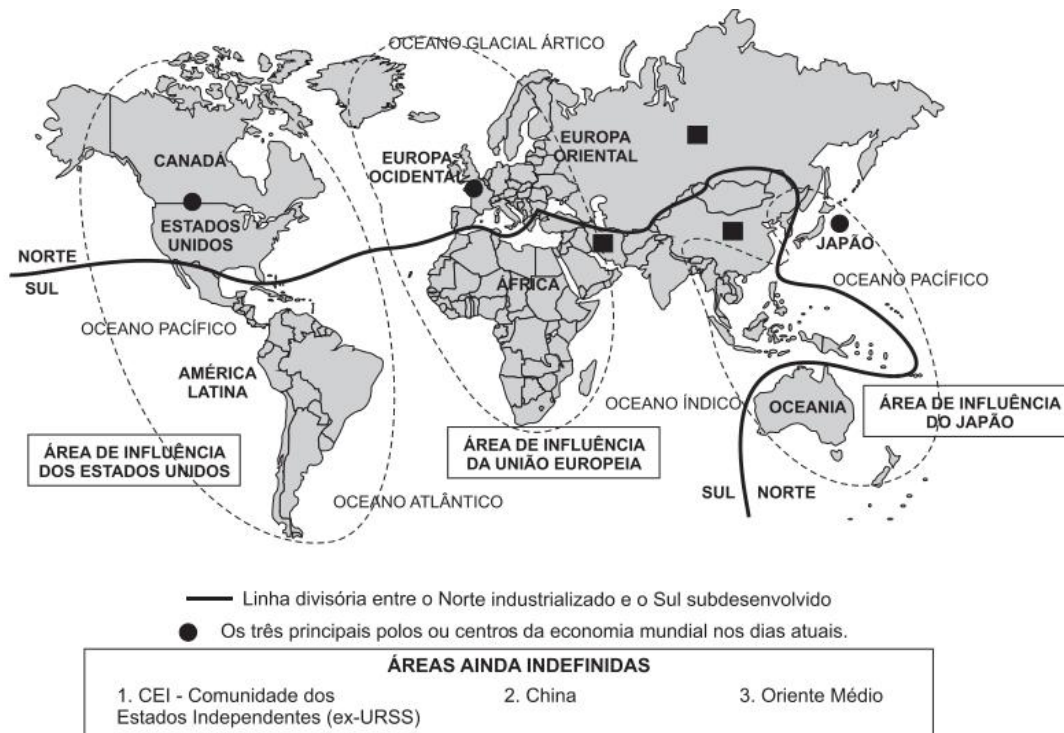 OCEANO GLACIAL ÁRTICO
CANADÁ
EUROPA
OCIDENTAL
EUROPA
ORIENTAL
ESTADOS
UNIDOS
JAPÃO
NORTE
SUL
ÁFRICA
OCEANO PACÍFICO
OCEANO PACÍFICO
AMÉRICA
LATINA
OCEANO ÍNDICO
OCEANIA
ÁREA DE INFLUÊNCIA
DO JAPÃO
ÁREA DE INFLUÊNCIA
DOS ESTADOS UNIDOS
ÁREA DE INFLUÊNCIA
DA UNIÃO EUROPEIA
OCEANO ATLÂNTICO
SUL
NORTE
Linha divisória entre o Norte industrializado e o Sul subdesenvolvido
Os três principais polos ou centros da economia mundial nos dias atuais.
ÁREAS AINDA INDEFINIDAS
1. CEI - Comunidade dos
Estados Independentes (ex-URSS)
2. China
3. Oriente Médio